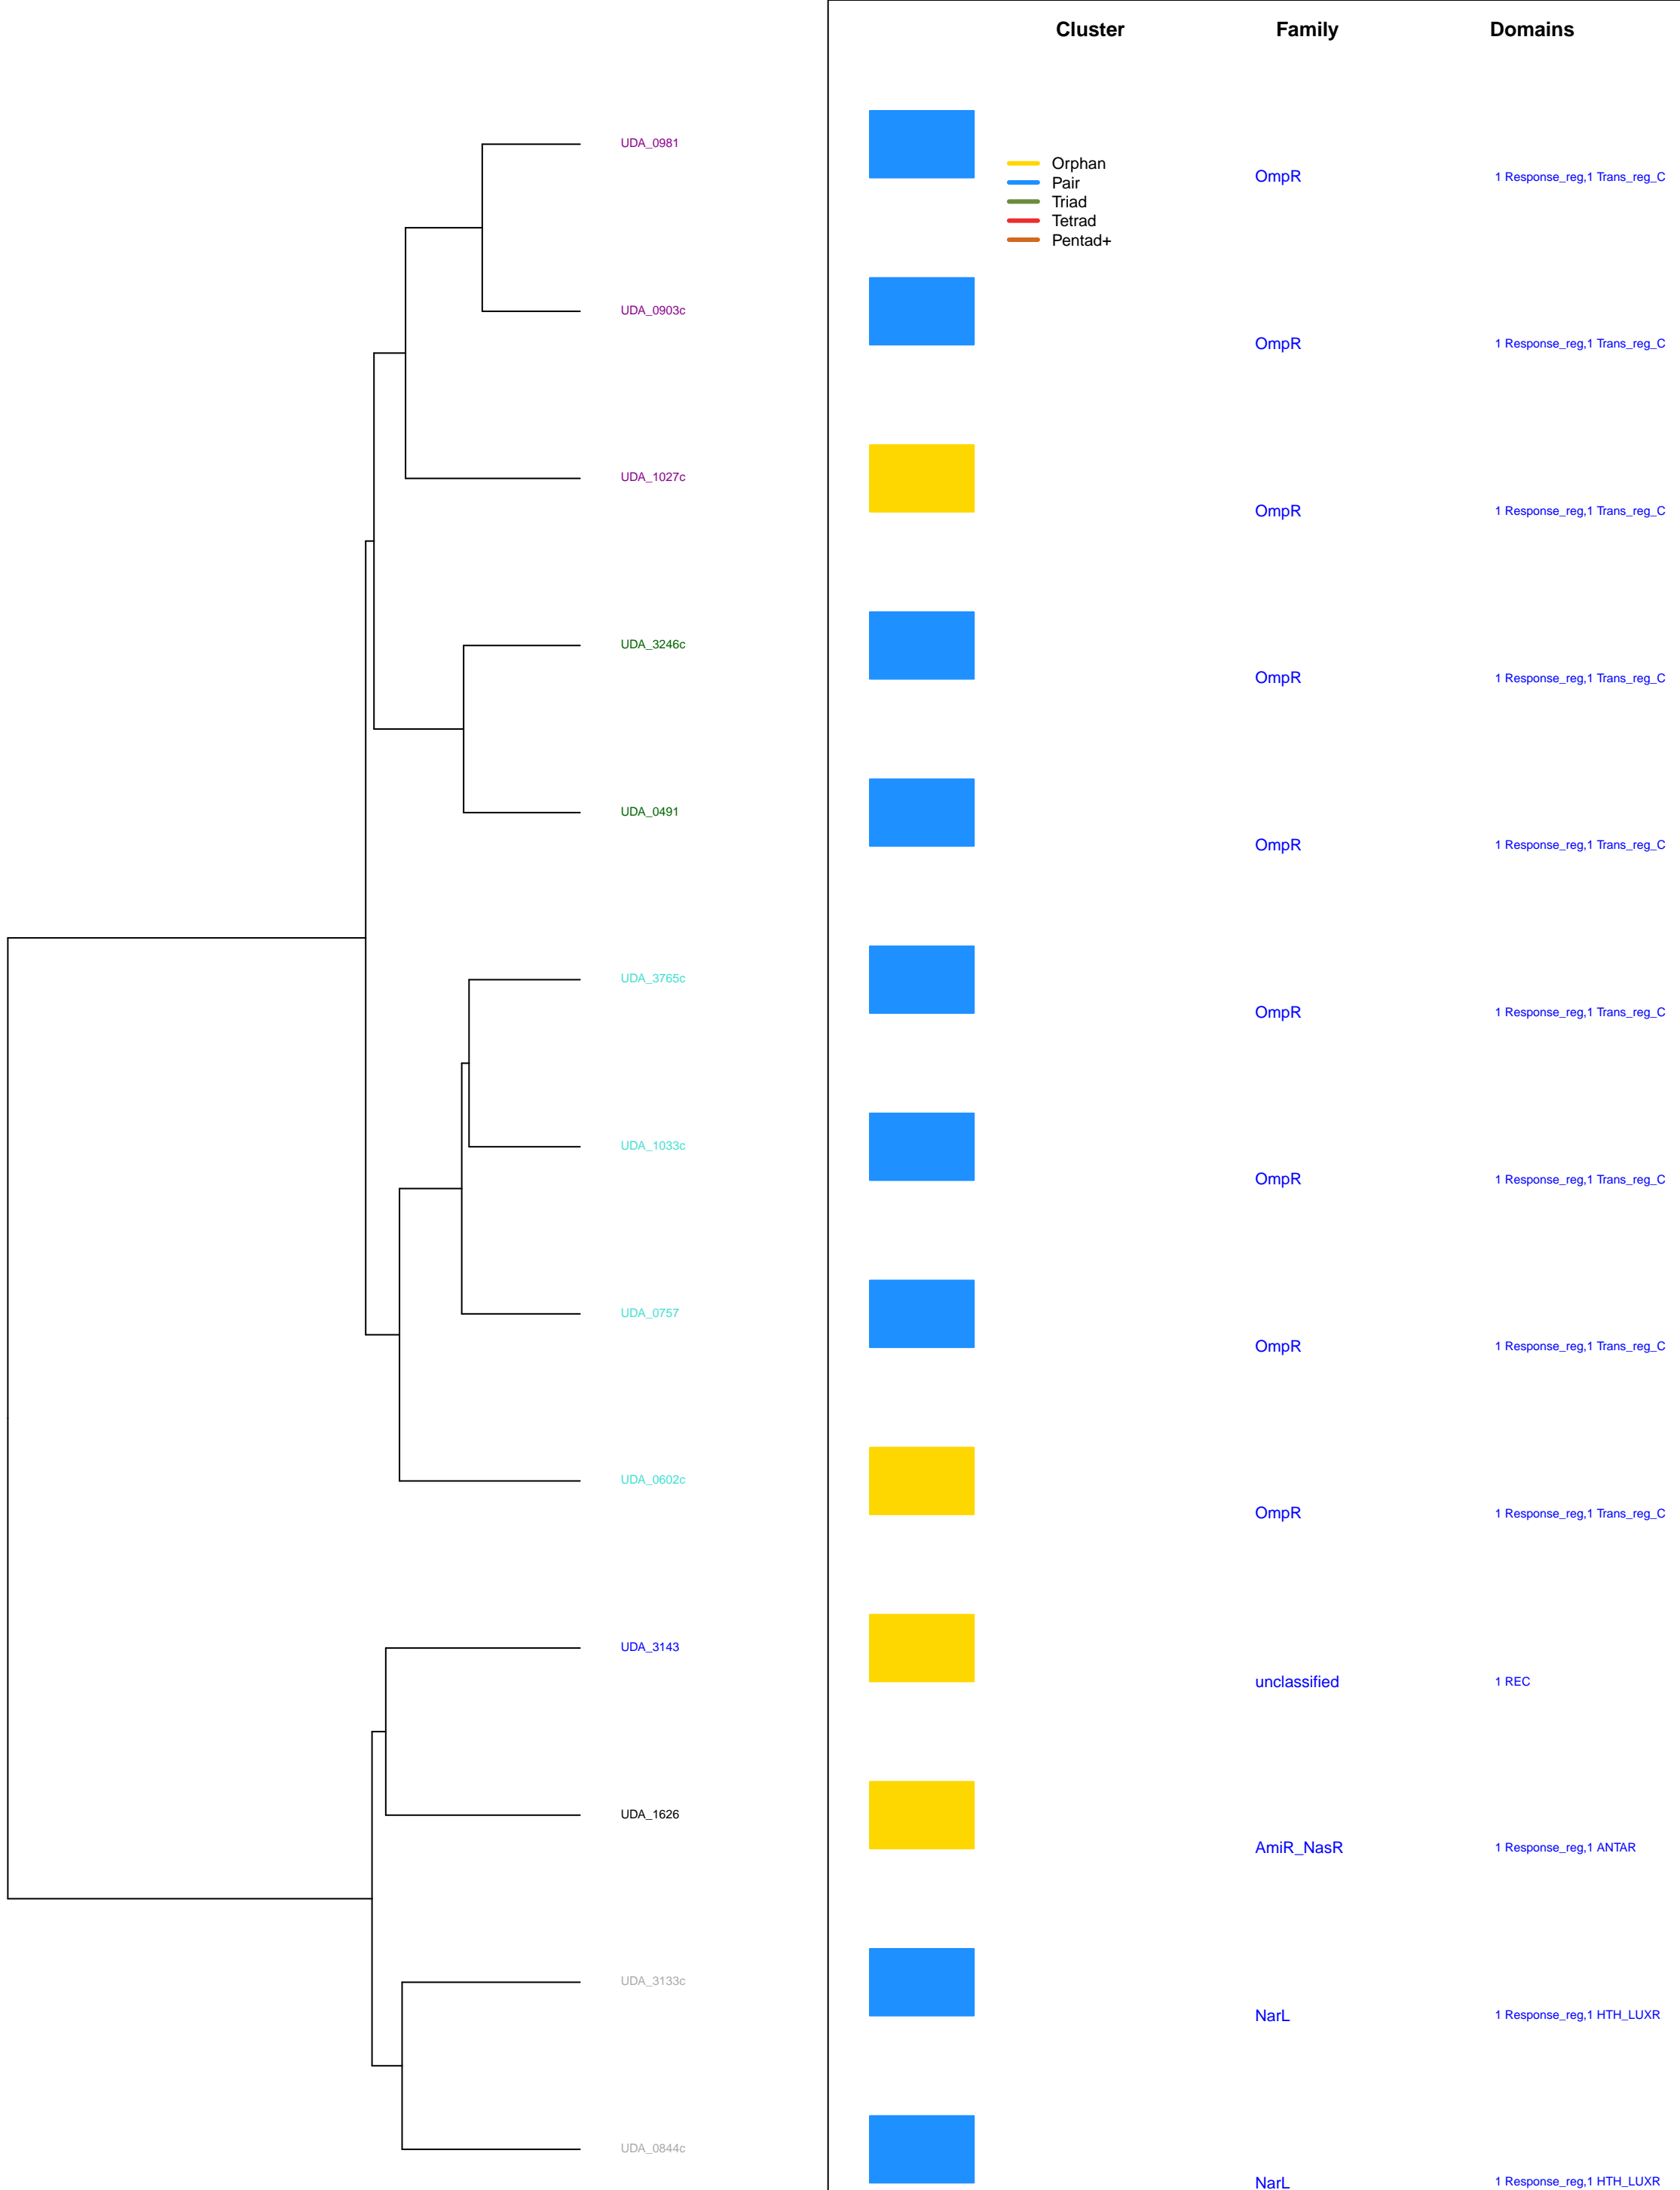 Cluster Family Domains
UDA_0981
Orphan
Pair
Triad
Tetrad
Pentad+
OmpR 1 Response_reg,1 Trans_reg_C
UDA_0903c
OmpR 1 Response_reg,1 Trans_reg_C
UDA_1027c
OmpR 1 Response_reg,1 Trans_reg_C
UDA_3246c
OmpR 1 Response_reg,1 Trans_reg_C
UDA_0491
OmpR 1 Response_reg,1 Trans_reg_C
UDA_3765c
OmpR 1 Response_reg,1 Trans_reg_C
UDA_1033c
OmpR 1 Response_reg,1 Trans_reg_C
UDA_0757
OmpR 1 Response_reg,1 Trans_reg_C
UDA_0602c
OmpR 1 Response_reg,1 Trans_reg_C
UDA_3143
unclassified 1 REC
UDA_1626
AmiR_NasR 1 Response_reg,1 ANTAR
UDA_3133c
NarL 1 Response_reg,1 HTH_LUXR
UDA_0844c
NarL 1 Response_reg,1 HTH_LUXR